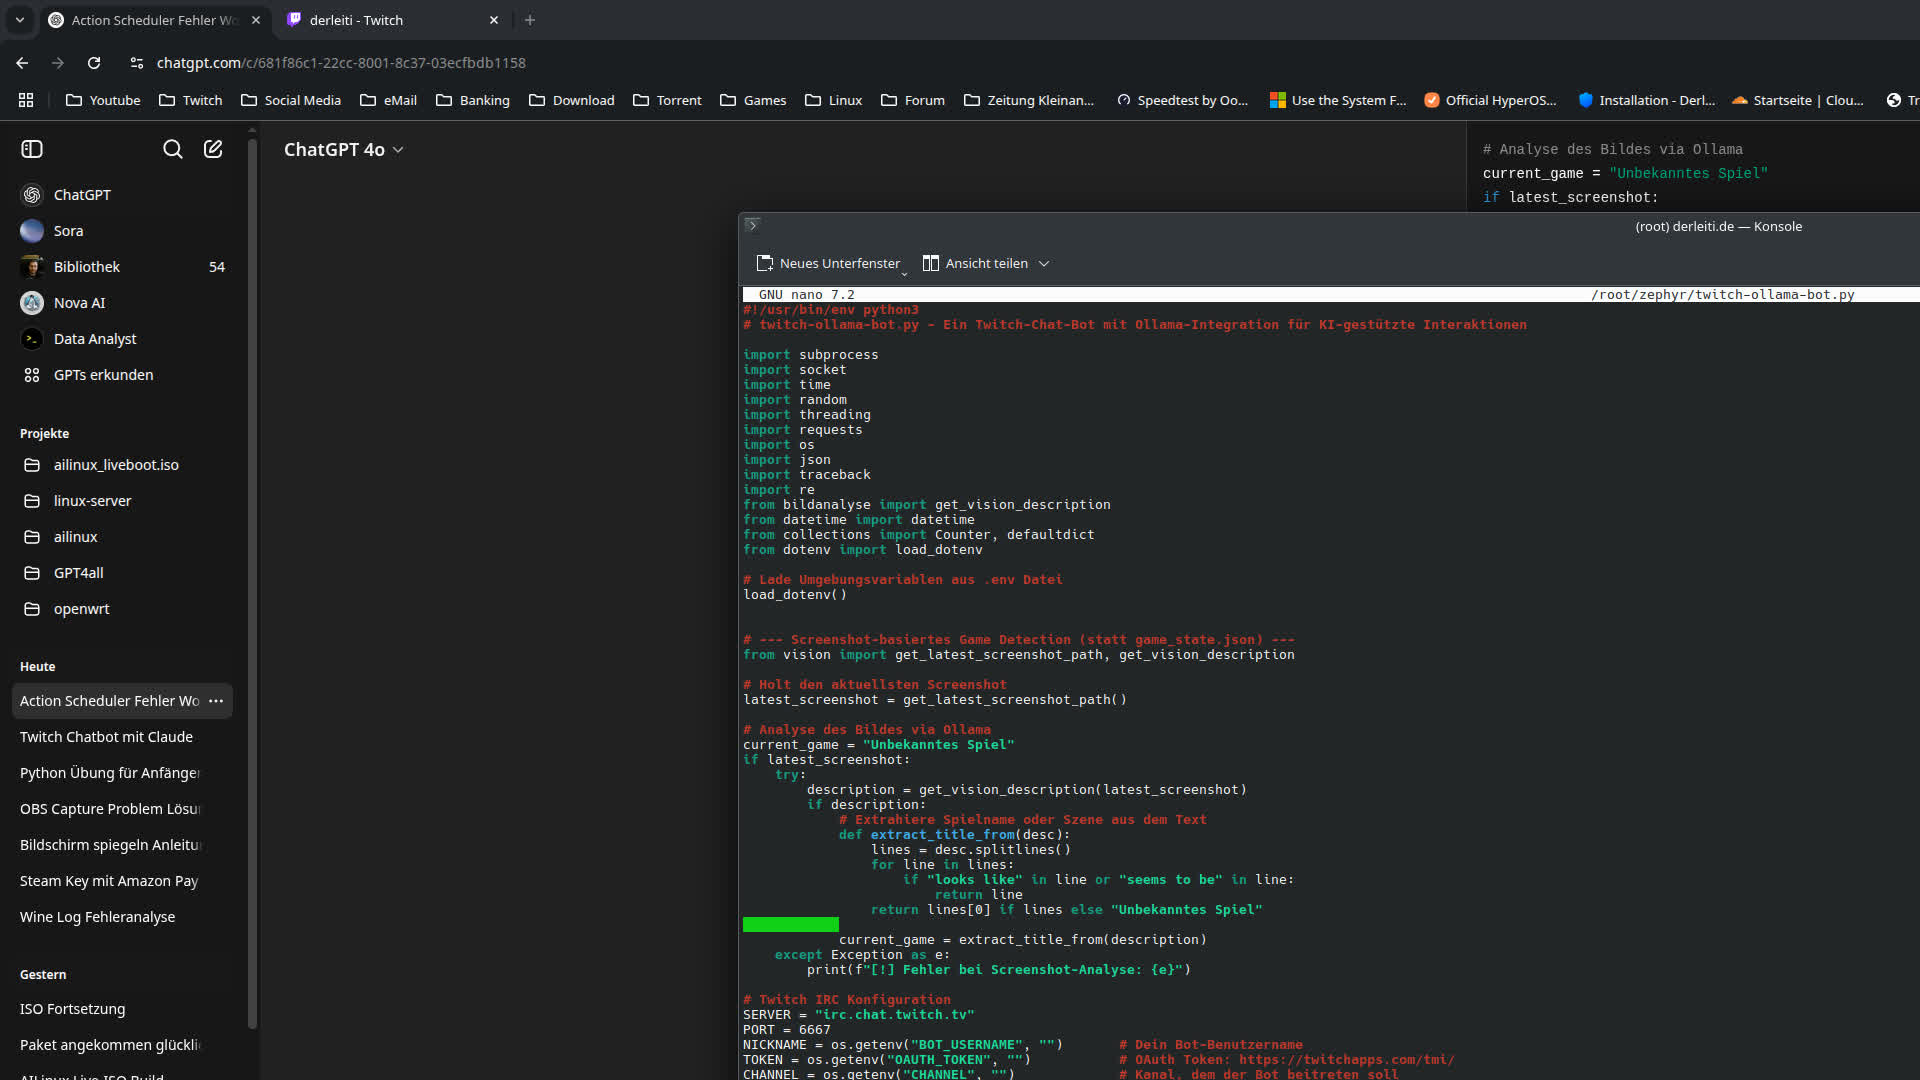 Action Scheduler Fehler Wo
derleiti - Twitch
chatgpt.com/c/681f86c1-22cc-8001-8c37-03ecfbdb1158
Youtube
Twitch
Social Media
eMail
Banking
Download
Torrent
Games
Linux
Forum
Zeitung Kleinan...
Speedtest by Oo...
Use the System F...
Official HyperOS...
Installation - Derl...
Startseite | Clou...
Tr
ChatGPT
Sora
Bibliothek 54
Nova AI
Data Analyst
GPTs erkunden
Projekte
ailinux_liveboot.iso
linux-server
ailinux
GPT4all
openwrt
Heute
Action Scheduler Fehler Wo ...
Twitch Chatbot mit Claude
Python Übung für Anfänger
OBS Capture Problem Lösu
Bildschirm spiegeln Anleitu
Steam Key mit Amazon Pay
Wine Log Fehleranalyse
Gestern
ISO Fortsetzung
Paket angekommen glückli
AILinux Live ISO Build
ChatGPT 4o
# Analyse des Bildes via Ollama
current_game = "Unbekanntes Spiel"
if latest_screenshot:
(root) derleiti.de — Konsole
Neues Unterfenster
Ansicht teilen
GNU nano 7.2 /root/zephyr/twitch-ollama-bot.py
#!/usr/bin/env python3
# twitch-ollama-bot.py - Ein Twitch-Chat-Bot mit Ollama-Integration für KI-gestützte Interaktionen
import subprocess
import socket
import time
import random
import threading
import requests
import os
import json
import traceback
import re
from bildanalyse import get_vision_description
from datetime import datetime
from collections import Counter, defaultdict
from dotenv import load_dotenv
# Lade Umgebungsvariablen aus .env Datei
load_dotenv()
# --- Screenshot-basiertes Game Detection (statt game_state.json) ---
from vision import get_latest_screenshot_path, get_vision_description
# Holt den aktuellsten Screenshot
latest_screenshot = get_latest_screenshot_path()
# Analyse des Bildes via Ollama
current_game = "Unbekanntes Spiel"
if latest_screenshot:
try:
description = get_vision_description(latest_screenshot)
if description:
# Extrahiere Spielname oder Szene aus dem Text
def extract_title_from(desc):
lines = desc.splitlines()
for line in lines:
if "looks like" in line or "seems to be" in line:
return line
return lines[0] if lines else "Unbekanntes Spiel"
current_game = extract_title_from(description)
except Exception as e:
print(f"[!] Fehler bei Screenshot-Analyse: {e}")
# Twitch IRC Konfiguration
SERVER = "irc.chat.twitch.tv"
PORT = 6667
NICKNAME = os.getenv("BOT_USERNAME", "") # Dein Bot-Benutzername
TOKEN = os.getenv("OAUTH_TOKEN", "") # OAuth Token: https://twitchapps.com/tmi/
CHANNEL = os.getenv("CHANNEL", "") # Kanal, dem der Bot beitreten soll